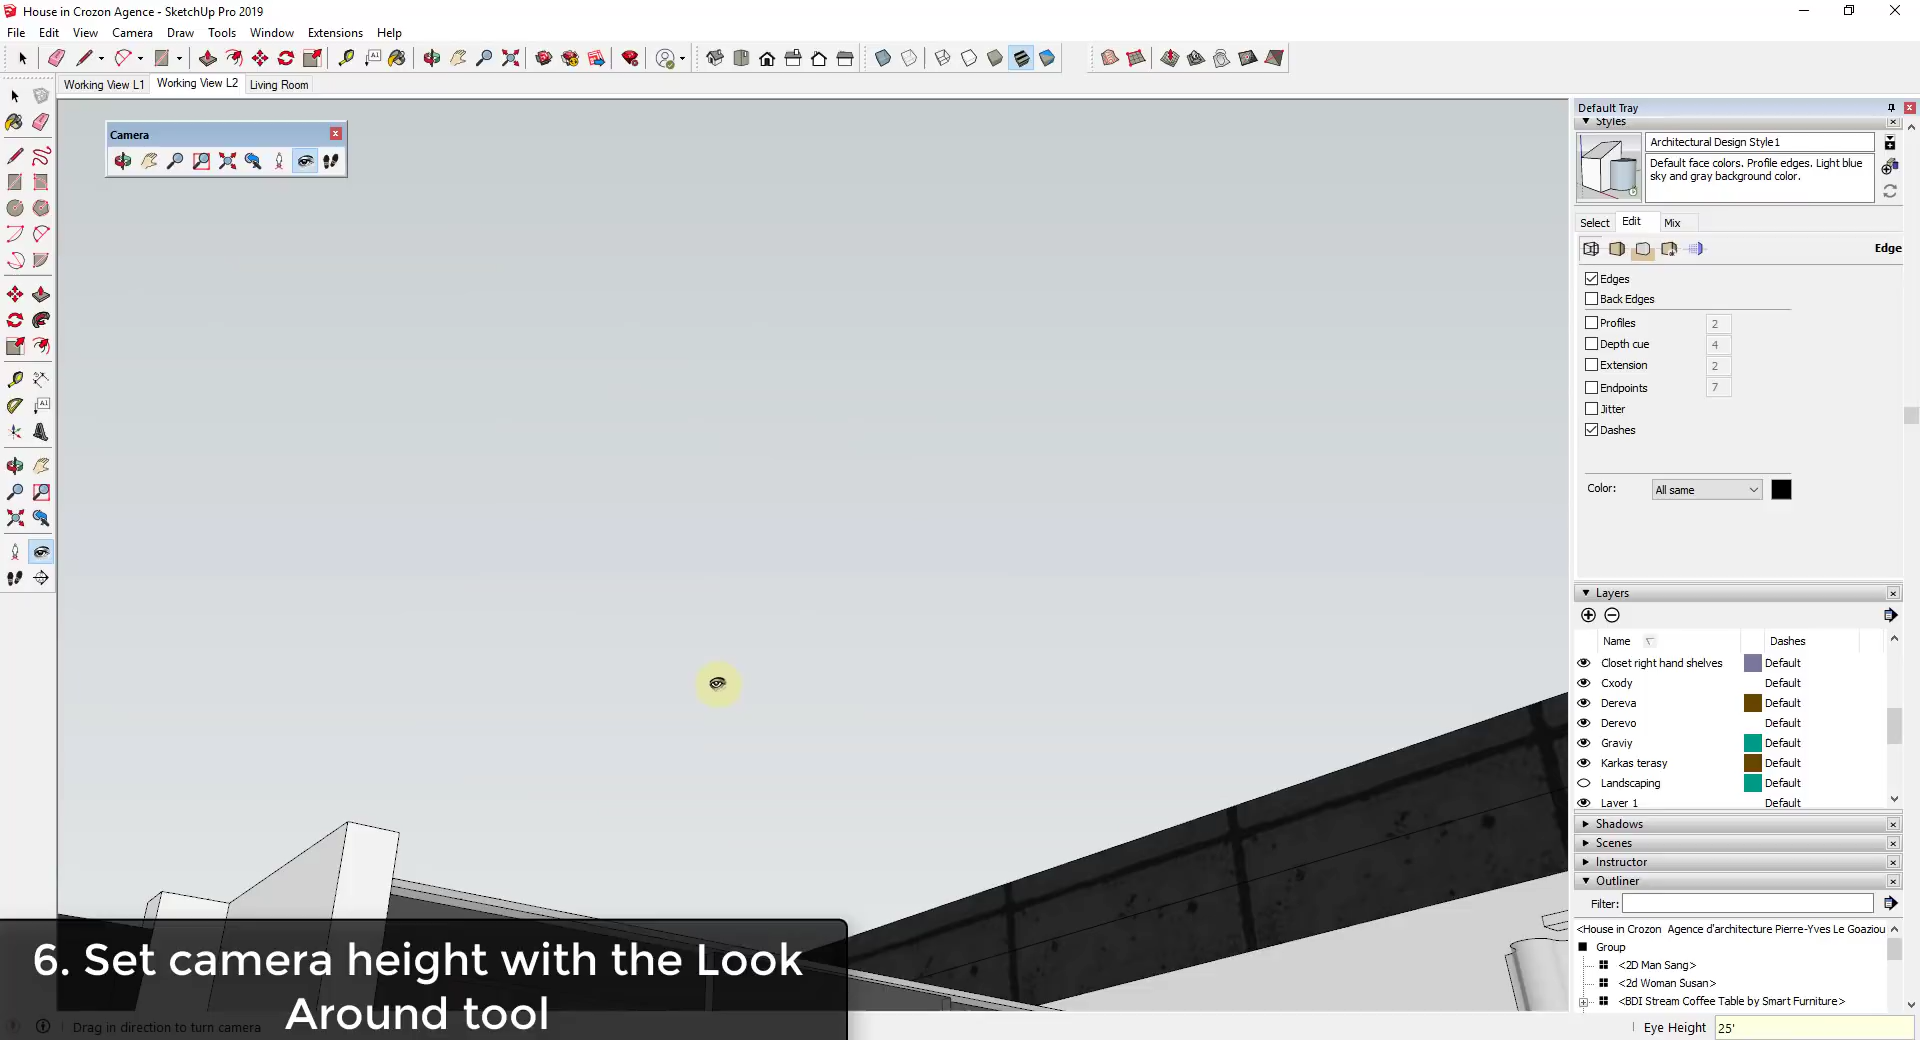 House in Crozon Agence - SketchUp Pro 2019
File Edit View Camera Draw Tools Window Extensions Help
Working View L1 Working View L2 Living Room
Camera
Default Tray
Styles
Architectural Design Style1
Default face colors. Profile edges. Light blue
sky and gray background color.
Select Edit Mix
Edge
Edges
Back Edges
Profiles 2
Depth cue 4
Extension 2
Endpoints 7
Jitter
Dashes
Color: All same
Layers
Name Dashes
Closet right hand shelves Default
Cxody Default
Dereva Default
Derevo Default
Graviy Default
Karkas terasy Default
Landscaping Default
Layer 1 Default
Shadows
Scenes
Instructor
Outliner
Filter:
<House in Crozon Agence d'architecture Pierre-Yves Le Goaziou
Group
<2D Man Sang>
<2d Woman Susan>
<BDI Stream Coffee Table by Smart Furniture>
6. Set camera height with the Look
Around tool
Drag in direction to turn camera
Eye Height 25'